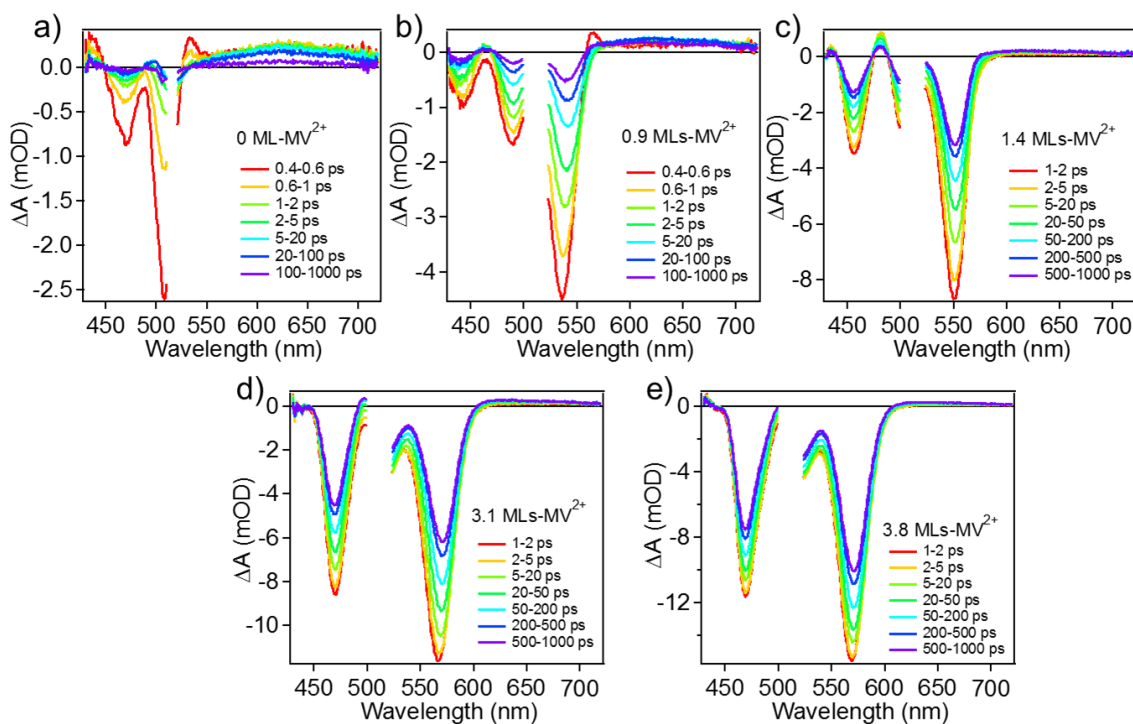 a)
0.0
-0.5
-1.0
-1.5
-2.0
-2.5
ΔA (mOD)
0 ML-MV2+
0.4-0.6 ps
0.6-1 ps
1-2 ps
2-5 ps
5-20 ps
20-100 ps
100-1000 ps
450 500 550 600 650 700
Wavelength (nm)
b)
0
-1
-2
-3
-4
ΔA (mOD)
0.9 MLs-MV2+
0.4-0.6 ps
0.6-1 ps
1-2 ps
2-5 ps
5-20 ps
20-100 ps
100-1000 ps
450 500 550 600 650 700
Wavelength (nm)
c)
0
-2
-4
-6
-8
ΔA (mOD)
1.4 MLs-MV2+
1-2 ps
2-5 ps
5-20 ps
20-50 ps
50-200 ps
200-500 ps
500-1000 ps
450 500 550 600 650 700
Wavelength (nm)
d)
0
-2
-4
-6
-8
-10
ΔA (mOD)
3.1 MLs-MV2+
1-2 ps
2-5 ps
5-20 ps
20-50 ps
50-200 ps
200-500 ps
500-1000 ps
450 500 550 600 650 700
Wavelength (nm)
e)
0
-4
-8
-12
ΔA (mOD)
3.8 MLs-MV2+
1-2 ps
2-5 ps
5-20 ps
20-50 ps
50-200 ps
200-500 ps
500-1000 ps
450 500 550 600 650 700
Wavelength (nm)